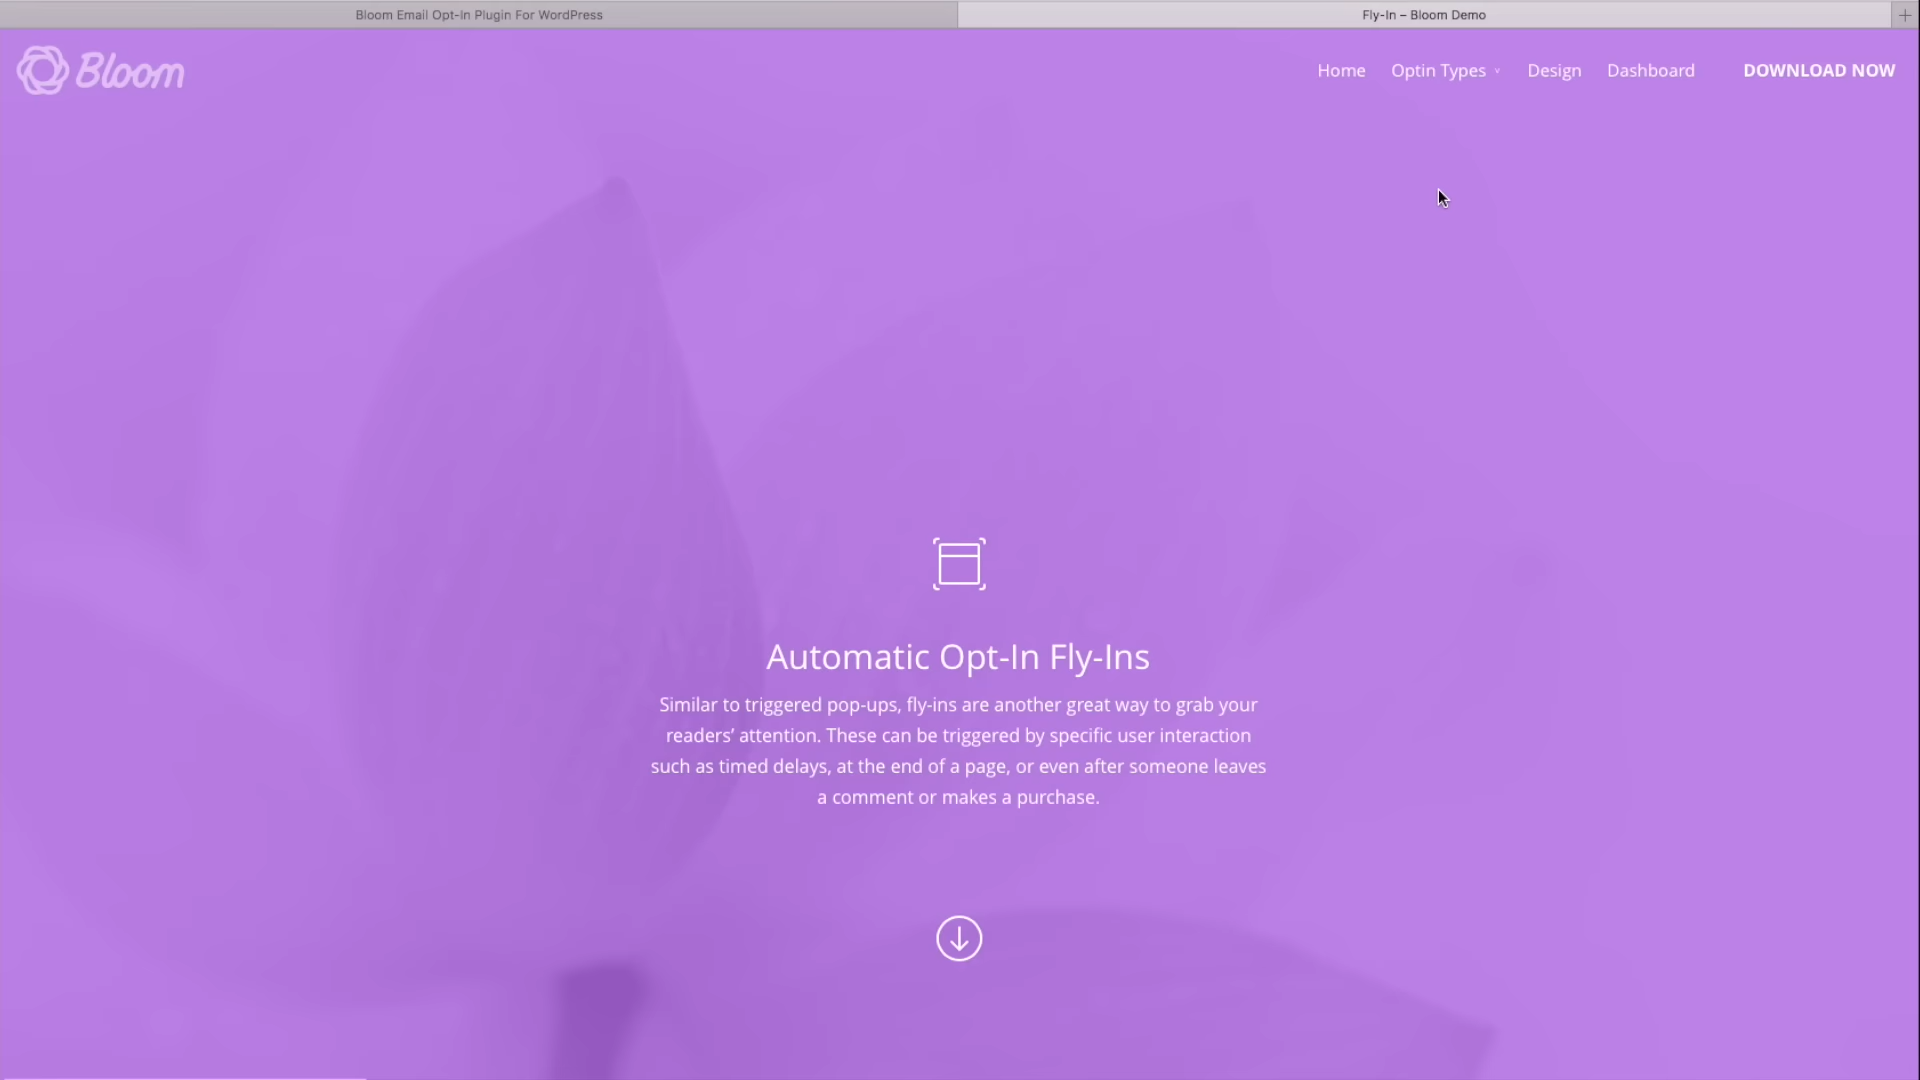 Bloom Email Opt-In Plugin For WordPress
Fly-In – Bloom Demo
Bloom
Home
Optin Types
Design
Dashboard
DOWNLOAD NOW
Automatic Opt-In Fly-Ins
Similar to triggered pop-ups, fly-ins are another great way to grab your
readers’ attention. These can be triggered by specific user interaction
such as timed delays, at the end of a page, or even after someone leaves
a comment or makes a purchase.